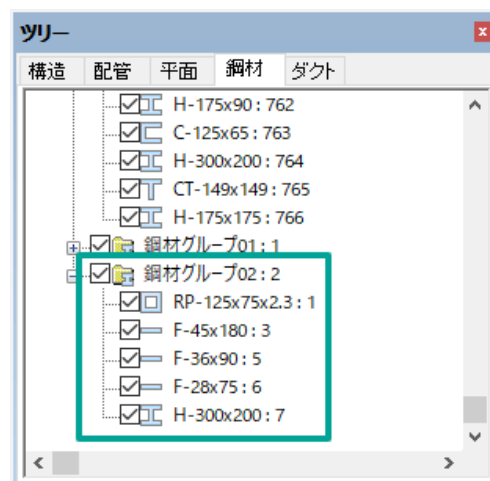 ツリー
構造 配管 平面 鋼材 ダクト
H-175x90 : 762
C-125x65 : 763
H-300x200 : 764
CT-149x149 : 765
H-175x175 : 766
鋼材グループ01 : 1
鋼材グループ02 : 2
RP-125x75x2.3 : 1
F-45x180 : 3
F-36x90 : 5
F-28x75 : 6
H-300x200 : 7